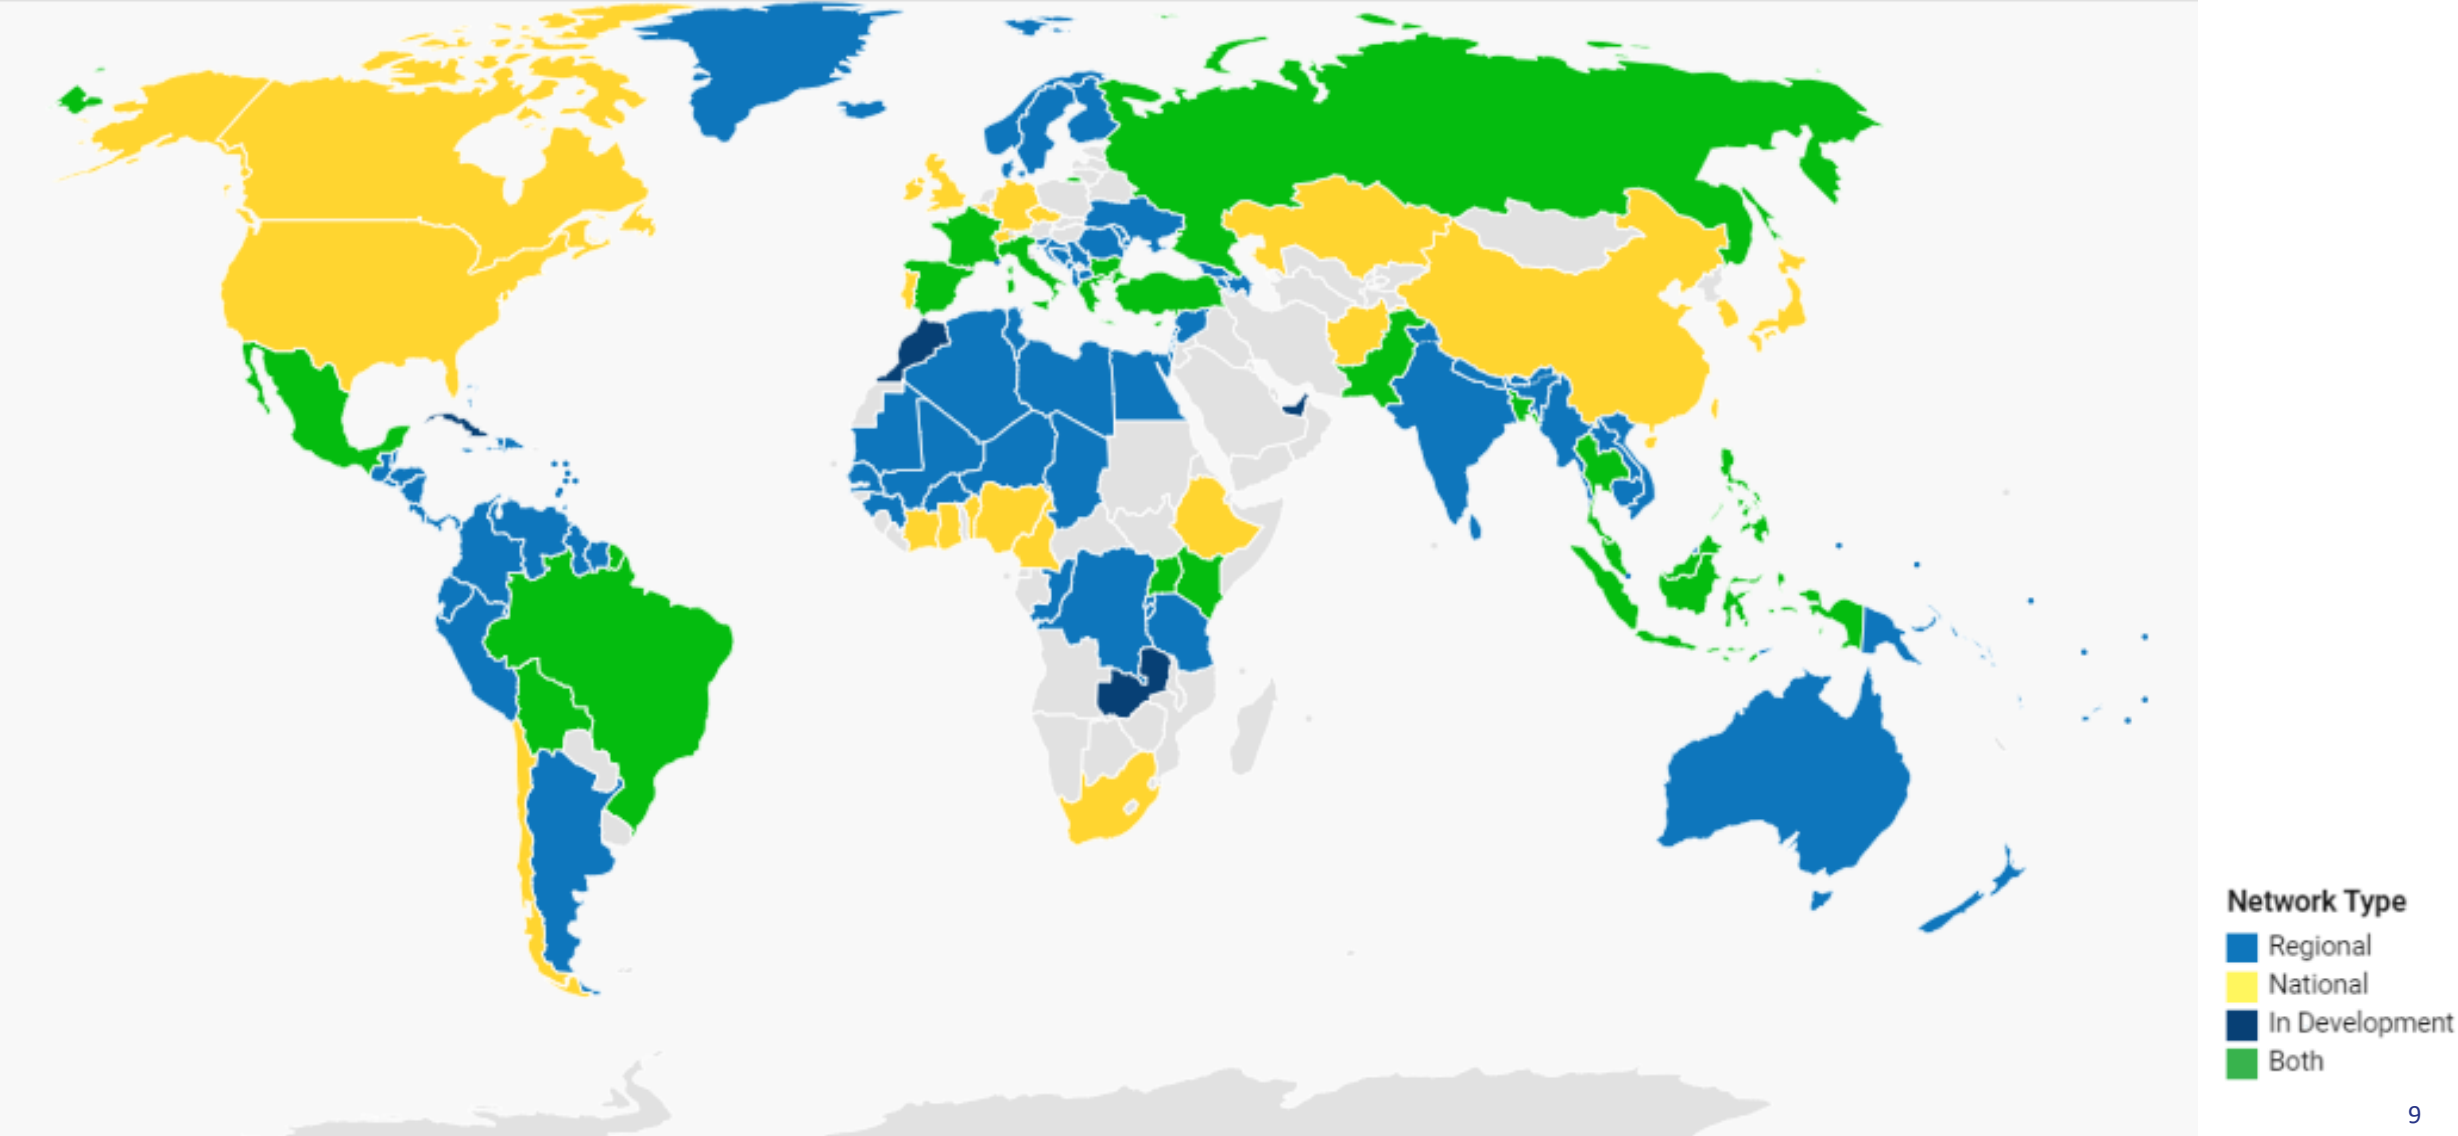 Network Type
Regional
National
In Development
Both
9